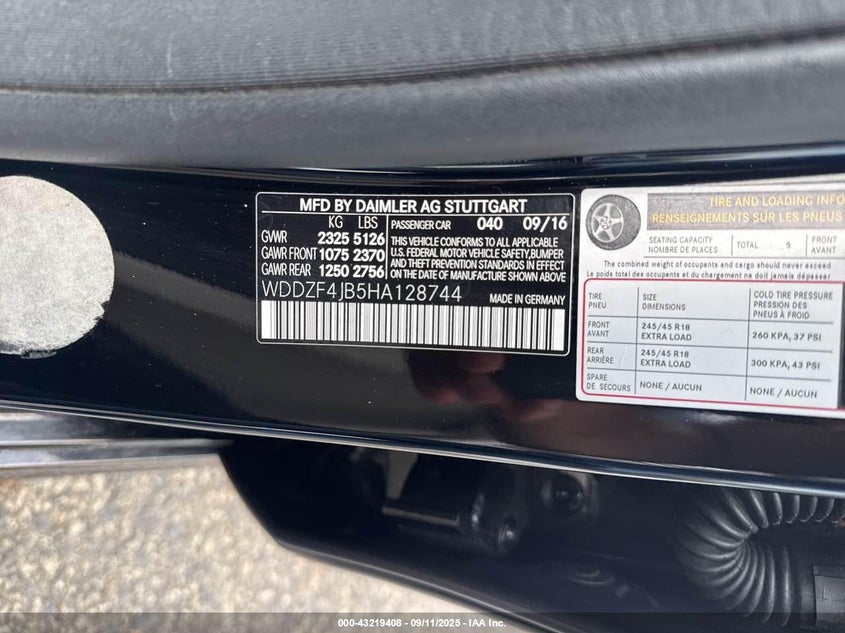 MFD BY DAIMLER AG STUTTGART
KG LBS
GVWR 2325 5126
GAWR FRONT 1075 2370
GAWR REAR 1250 2756
PASSENGER CAR 040 09/16
THIS VEHICLE CONFORMS TO ALL APPLICABLE
U.S. FEDERAL MOTOR VEHICLE SAFETY,BUMPER
AND THEFT PREVENTION STANDARDS IN EFFECT
ON THE DATE OF MANUFACTURE SHOWN ABOVE
WDDZF4JB5HA128744
MADE IN GERMANY
TIRE AND LOADING INFO
RENSEIGNEMENTS SUR LES PNEUS
SEATING CAPACITY
NOMBRE DE PLACES
TOTAL 5
FRONT
AVANT
The combined weight of occupants and cargo should never exceed
Le poids total des occupants et du chargement ne doit jamais dépasser
TIRE
PNEU
SIZE
DIMENSIONS
COLD TIRE PRESSURE
PRESSION DES
PNEUS À FROID
FRONT
AVANT
245/45 R18
EXTRA LOAD
260 KPA, 37 PSI
REAR
ARRIÈRE
245/45 R18
EXTRA LOAD
300 KPA, 43 PSI
SPARE
DE SECOURS
NONE / AUCUN
NONE / AUCUN
000-43219408 - 09/11/2025 - IAA Inc.